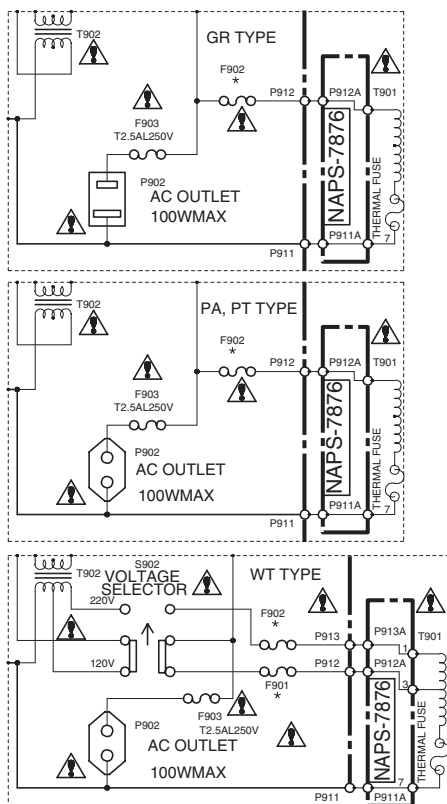 GR TYPE
T902
F902
*
P912
P912A
T901
F903
T2.5AL250V
P902
AC OUTLET
100WMAX
NAPS-7876
THERMAL FUSE
P911
P911A
7
T902
PA, PT TYPE
F902
*
P912
P912A
T901
F903
T2.5AL250V
P902
AC OUTLET
100WMAX
NAPS-7876
THERMAL FUSE
P911
P911A
7
S902
T902
VOLTAGE
SELECTOR
WT TYPE
220V
F902
*
P913
P913A
T901
1
120V
P912
P912A
F901
*
3
P902
F903
T2.5AL250V
AC OUTLET
100WMAX
NAPS-7876
THERMAL FUSE
7
P911
P911A